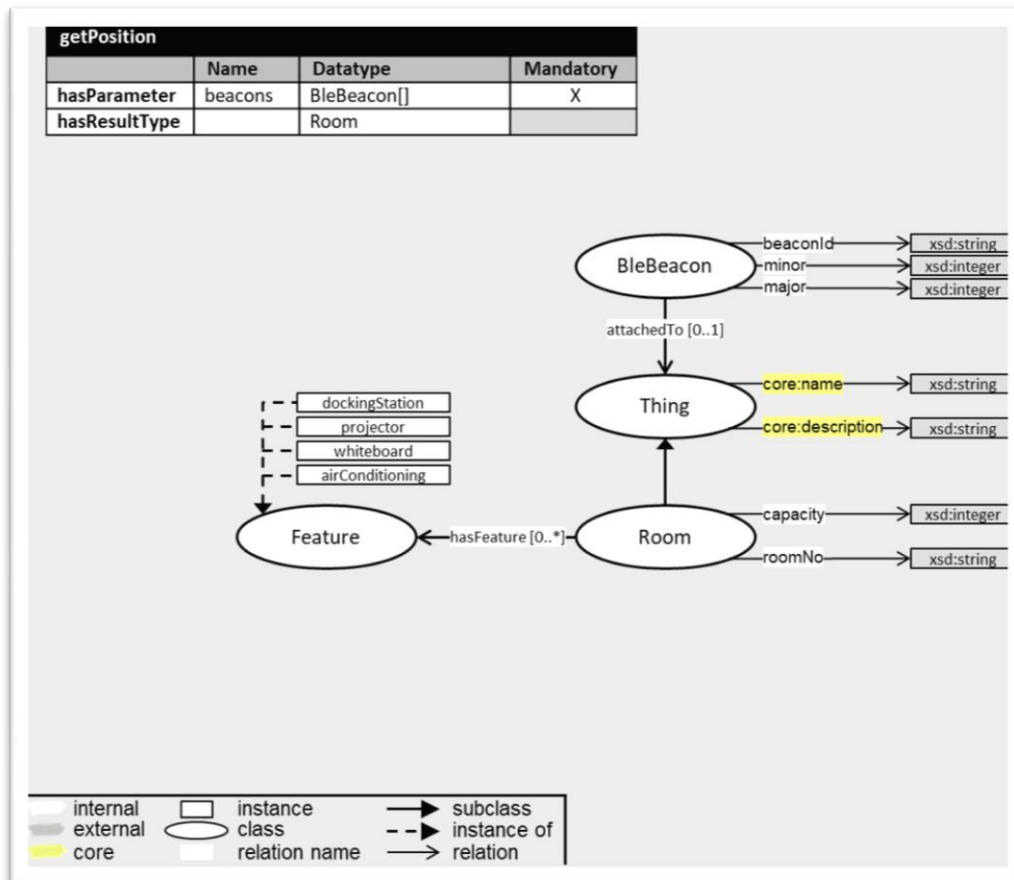 getPosition
Name Datatype Mandatory
hasParameter beacons BleBeacon[] X
hasResultType Room
BleBeacon
beaconId xsd:string
minor xsd:integer
major xsd:integer
attachedTo [0..1]
Thing
core:name xsd:string
core:description xsd:string
dockingStation
projector
whiteboard
airConditioning
Feature
hasFeature [0..*]
Room
capacity xsd:integer
roomNo xsd:string
internal instance subclass
external class instance of
core relation name relation